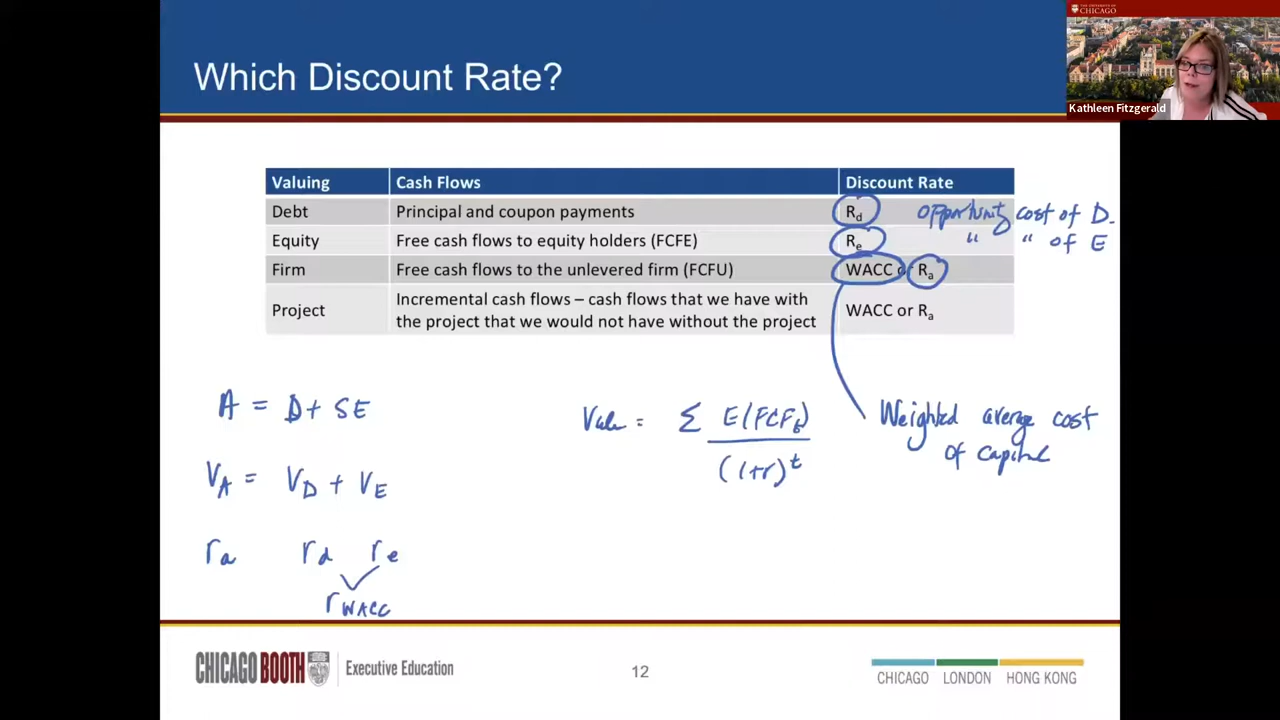 THE UNIVERSITY OF
CHICAGO
Kathleen Fitzgerald
Which Discount Rate?
Valuing Cash Flows Discount Rate
Debt Principal and coupon payments Rd opportunity cost of D.
Equity Free cash flows to equity holders (FCFE) Re " " of E
Firm Free cash flows to the unlevered firm (FCFU) WACC or Ra
Project Incremental cash flows – cash flows that we have with
the project that we would not have without the project WACC or Ra
A = D + SE
Value = Σ E(FCFt)
(1+r)^t
Weighted average cost
of capital
VA = VD + VE
ra rd re
rWACC
CHICAGO BOOTH Executive Education
12
CHICAGO LONDON HONG KONG